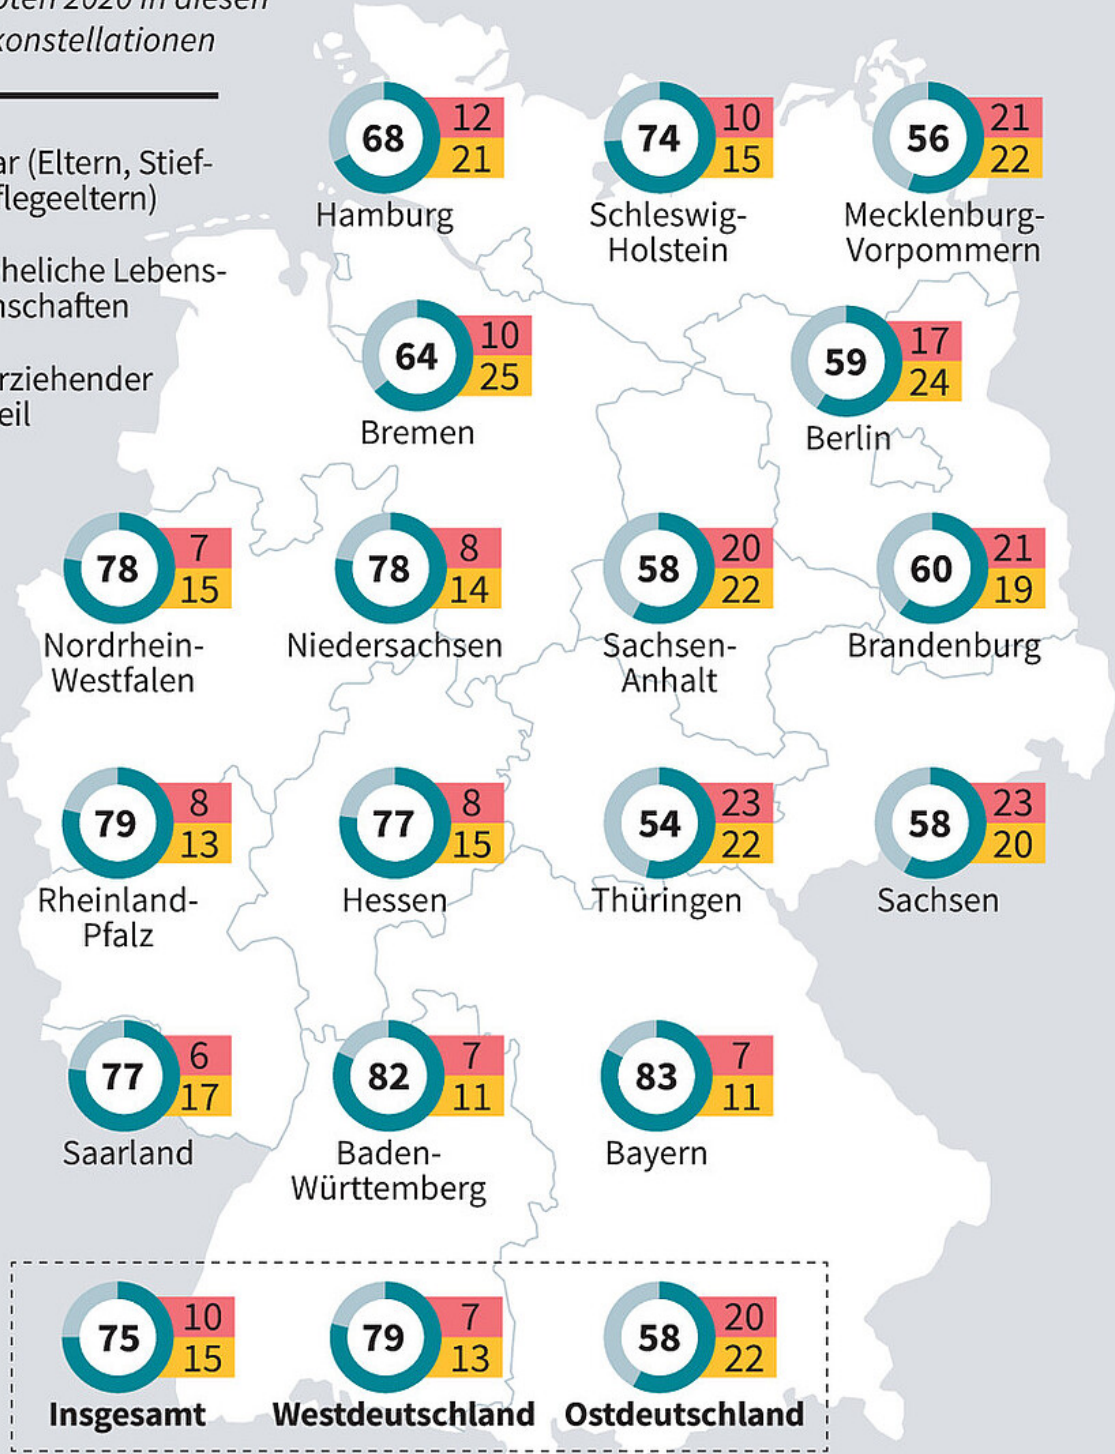 2020 in diesen
konstellationen
ar (Eltern, Stief-
flegeeltern)
heliche Lebens-
nschaften
rziehender
eil
68 12 21
Hamburg
74 10 15
Schleswig-
Holstein
56 21 22
Mecklenburg-
Vorpommern
64 10 25
Bremen
59 17 24
Berlin
78 7 15
Nordrhein-
Westfalen
78 8 14
Niedersachsen
58 20 22
Sachsen-
Anhalt
60 21 19
Brandenburg
79 8 13
Rheinland-
Pfalz
77 8 15
Hessen
54 23 22
Thüringen
58 23 20
Sachsen
77 6 17
Saarland
82 7 11
Baden-
Württemberg
83 7 11
Bayern
75 10 15
Insgesamt
79 7 13
Westdeutschland
58 20 22
Ostdeutschland